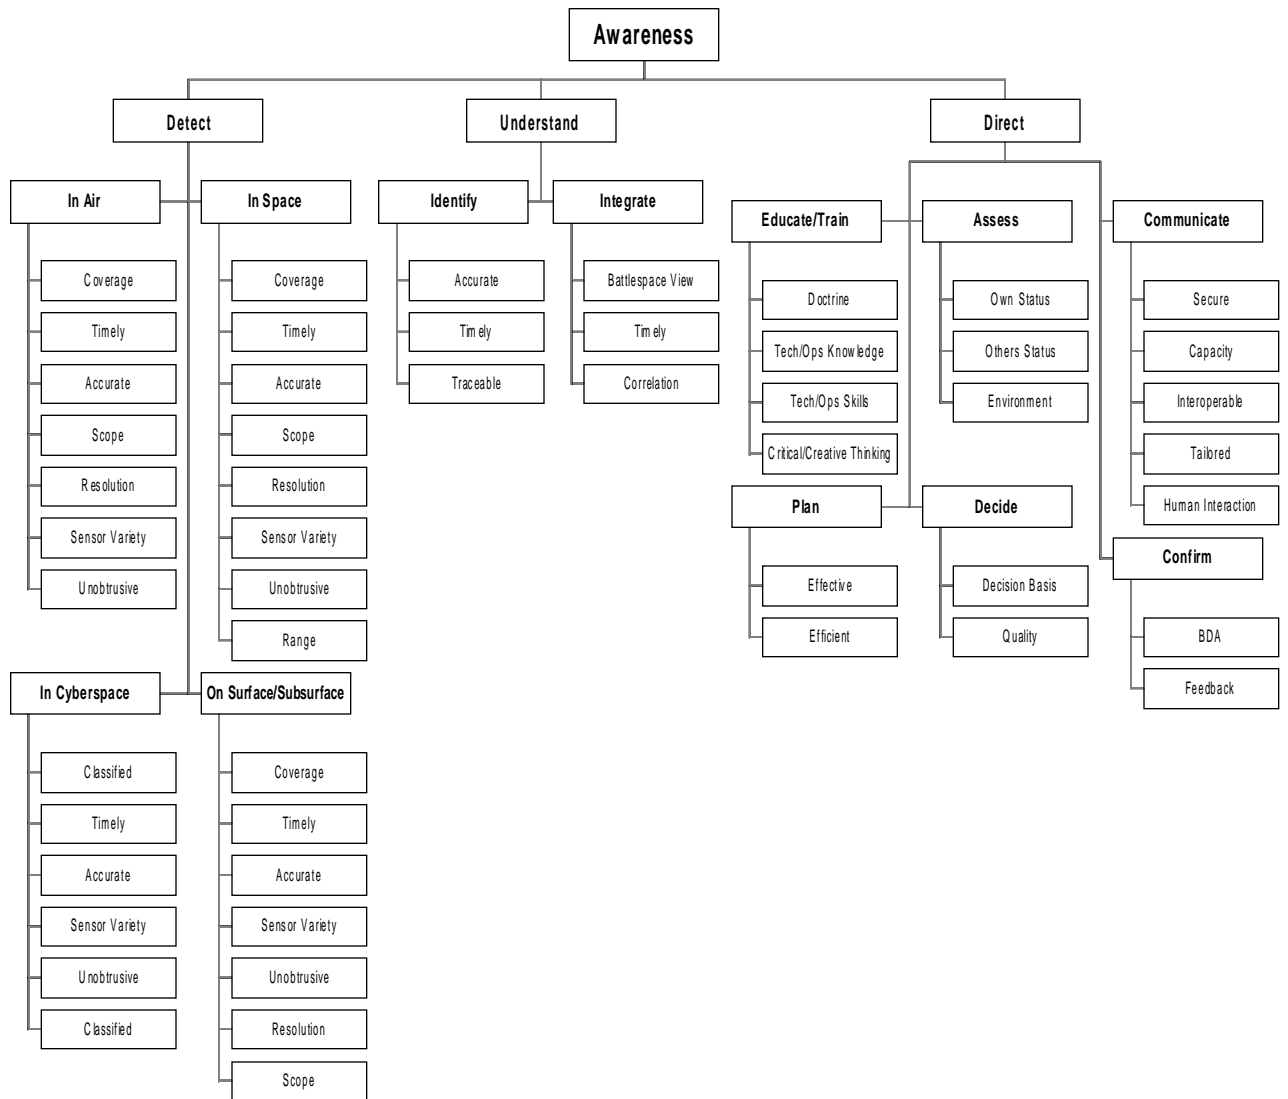 Awareness
Detect
Understand
Direct
In Air
Coverage
Timely
Accurate
Scope
Resolution
Sensor Variety
Unobtrusive
In Space
Coverage
Timely
Accurate
Scope
Resolution
Sensor Variety
Unobtrusive
Range
In Cyberspace
Classified
Timely
Accurate
Sensor Variety
Unobtrusive
Classified
On Surface/Subsurface
Coverage
Timely
Accurate
Sensor Variety
Unobtrusive
Resolution
Scope
Identify
Accurate
Timely
Traceable
Integrate
Battlespace View
Timely
Correlation
Educate/Train
Doctrine
Tech/Ops Knowledge
Tech/Ops Skills
Critical/Creative Thinking
Assess
Own Status
Others Status
Environment
Plan
Effective
Efficient
Decide
Decision Basis
Quality
Communicate
Secure
Capacity
Interoperable
Tailored
Human Interaction
Confirm
BDA
Feedback